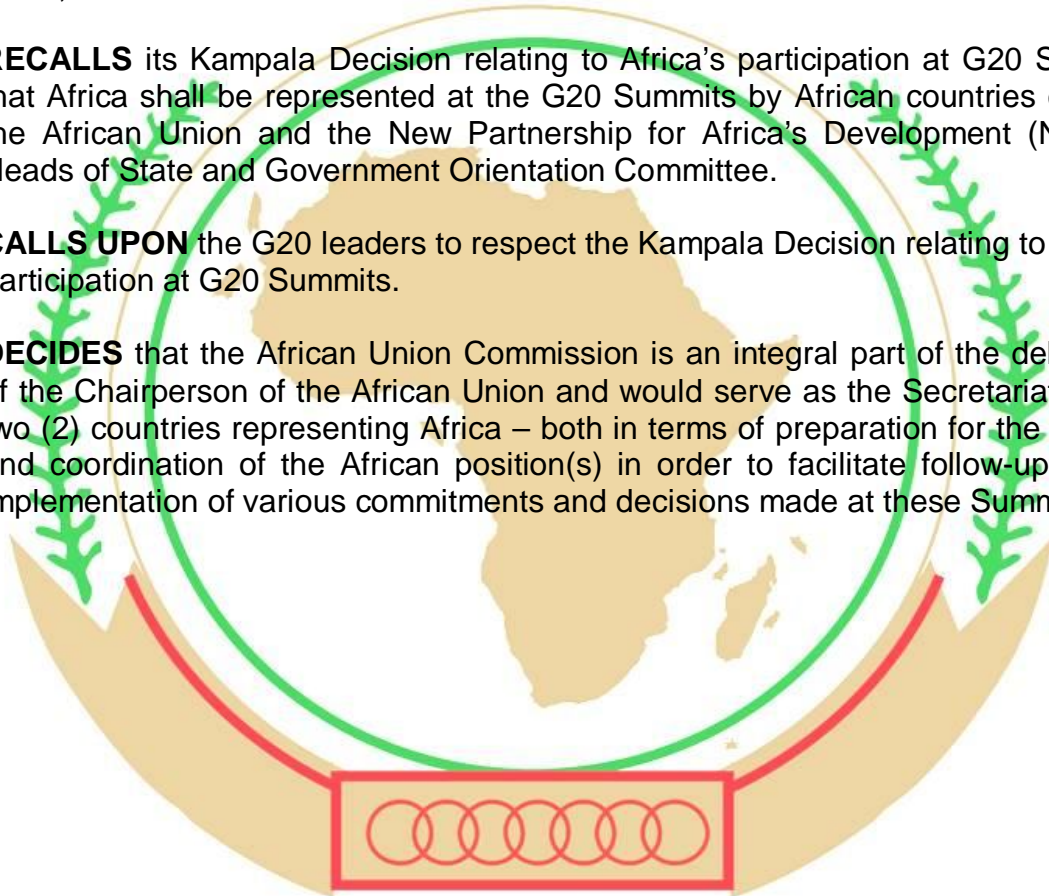 RECALLS its Kampala Decision relating to Africa's participation at G20 S
hat Africa shall be represented at the G20 Summits by African countries
he African Union and the New Partnership for Africa's Development (N
Heads of State and Government Orientation Committee.
CALLS UPON the G20 leaders to respect the Kampala Decision relating to
articipation at G20 Summits.
DECIDES that the African Union Commission is an integral part of the del
f the Chairperson of the African Union and would serve as the Secretariat
wo (2) countries representing Africa – both in terms of preparation for the
nd coordination of the African position(s) in order to facilitate follow-up
mplementation of various commitments and decisions made at these Summ